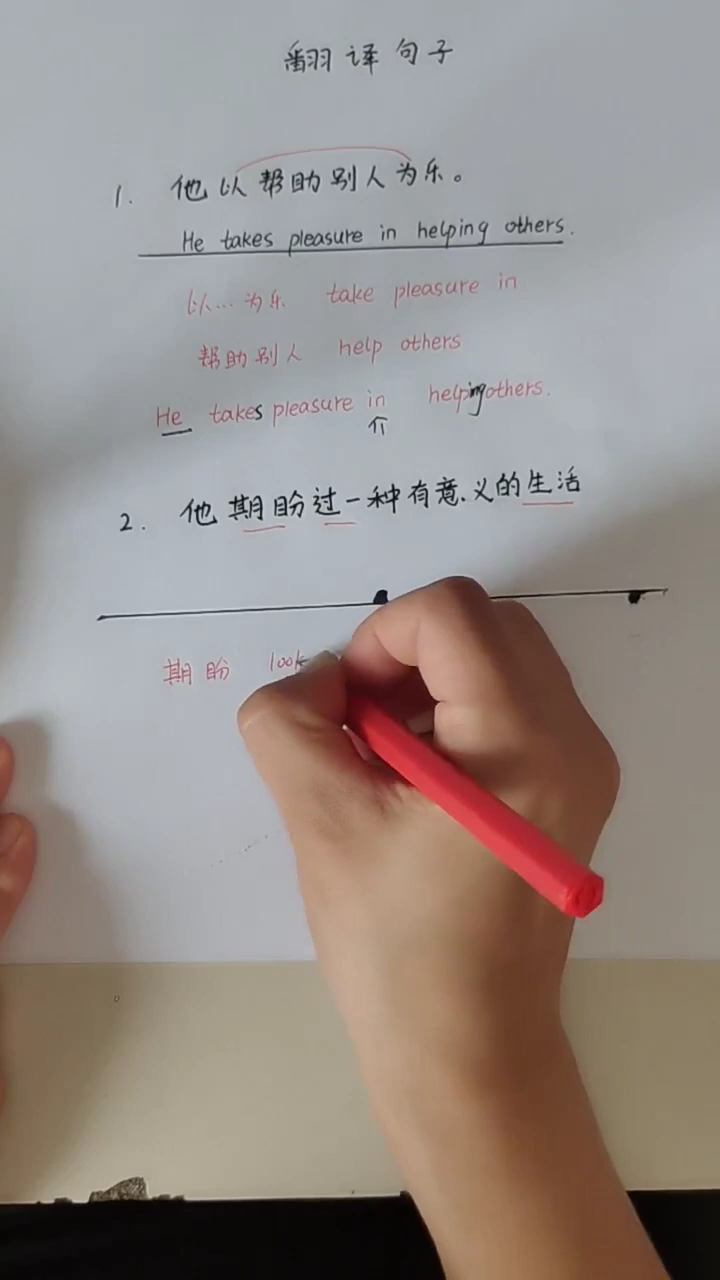 翻译句子
1. 他以帮助别人为乐。
He takes pleasure in helping others.
以...为乐 take pleasure in
帮助别人 help others
He takes pleasure in helping others.
介
2. 他期盼过一种有意义的生活
期盼 look